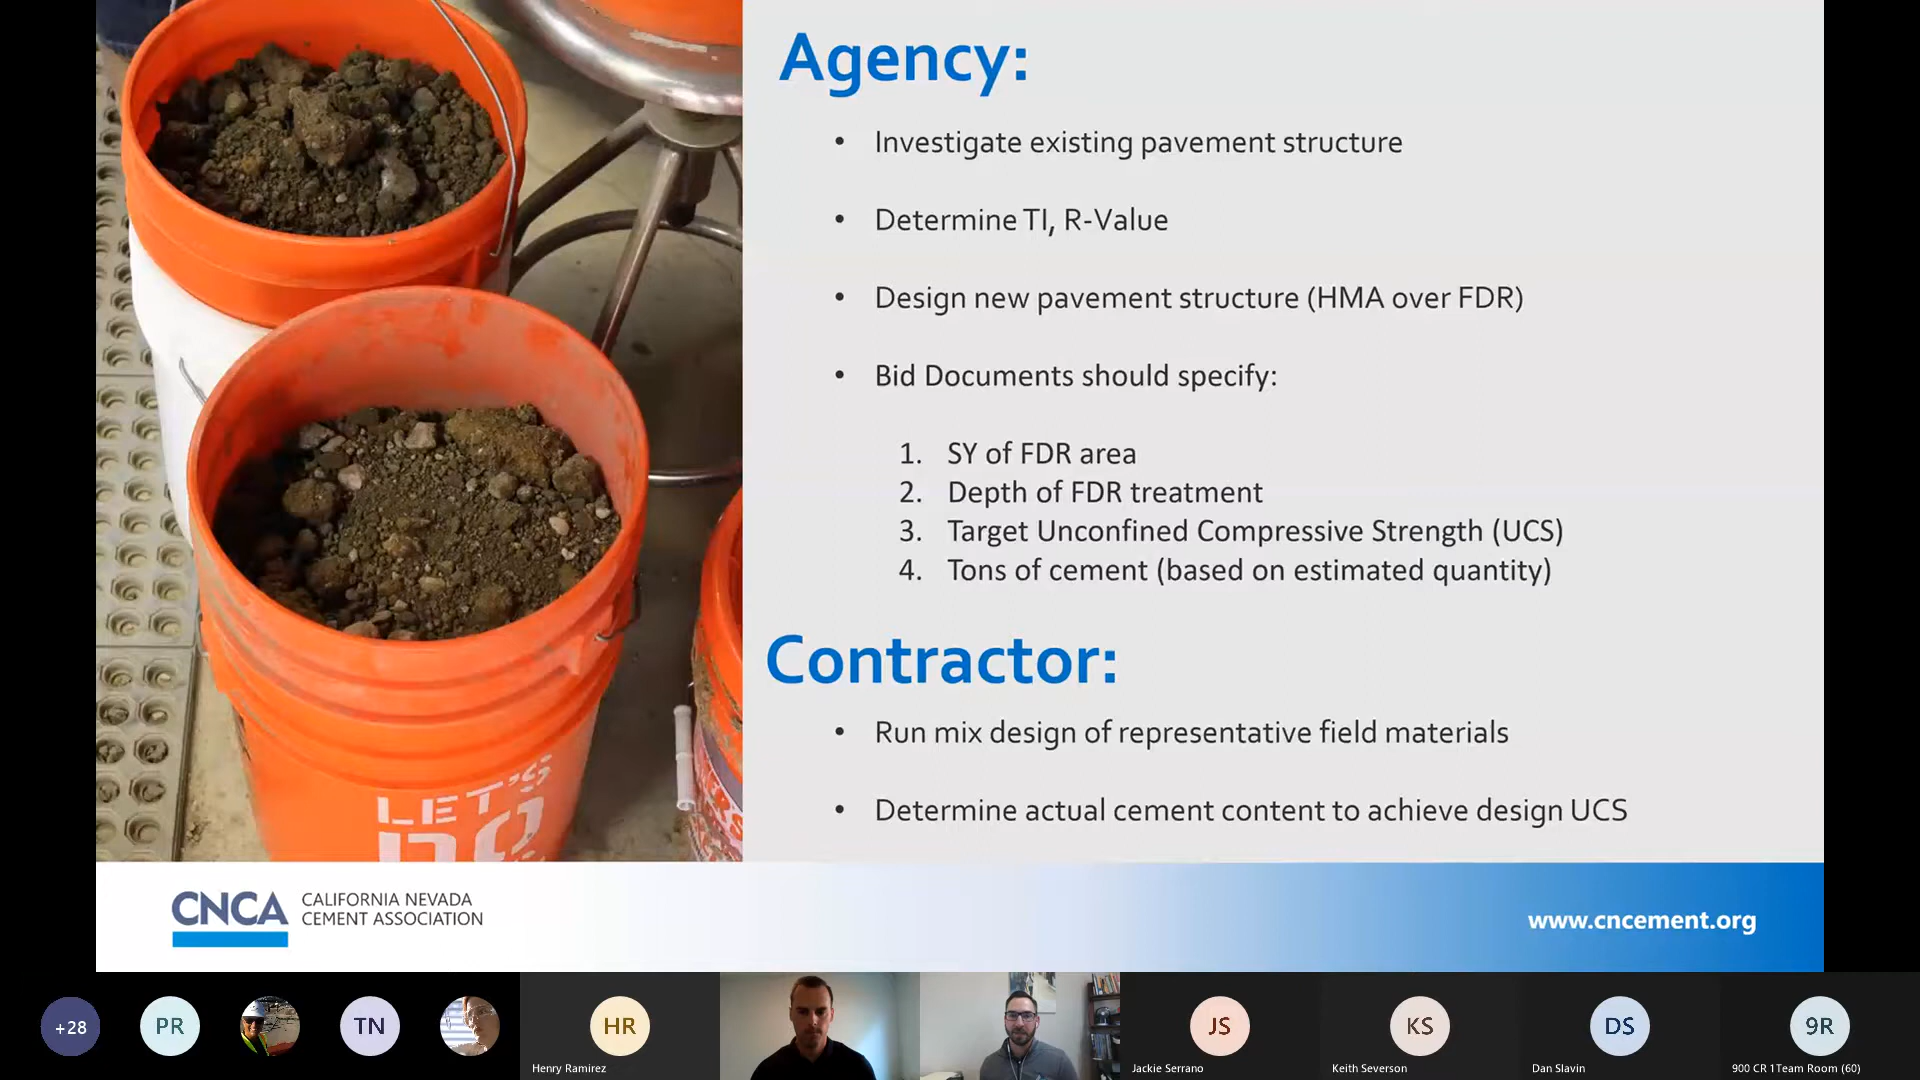 Agency:
• Investigate existing pavement structure
• Determine TI, R-Value
• Design new pavement structure (HMA over FDR)
• Bid Documents should specify:
1. SY of FDR area
2. Depth of FDR treatment
3. Target Unconfined Compressive Strength (UCS)
4. Tons of cement (based on estimated quantity)
Contractor:
• Run mix design of representative field materials
• Determine actual cement content to achieve design UCS
LET'S
DO
CNCA
CALIFORNIA NEVADA
CEMENT ASSOCIATION
www.cncement.org
+28
PR
TN
HR
Henry Ramirez
JS
Jackie Serrano
KS
Keith Severson
DS
Dan Slavin
9R
900 CR 1Team Room (60)